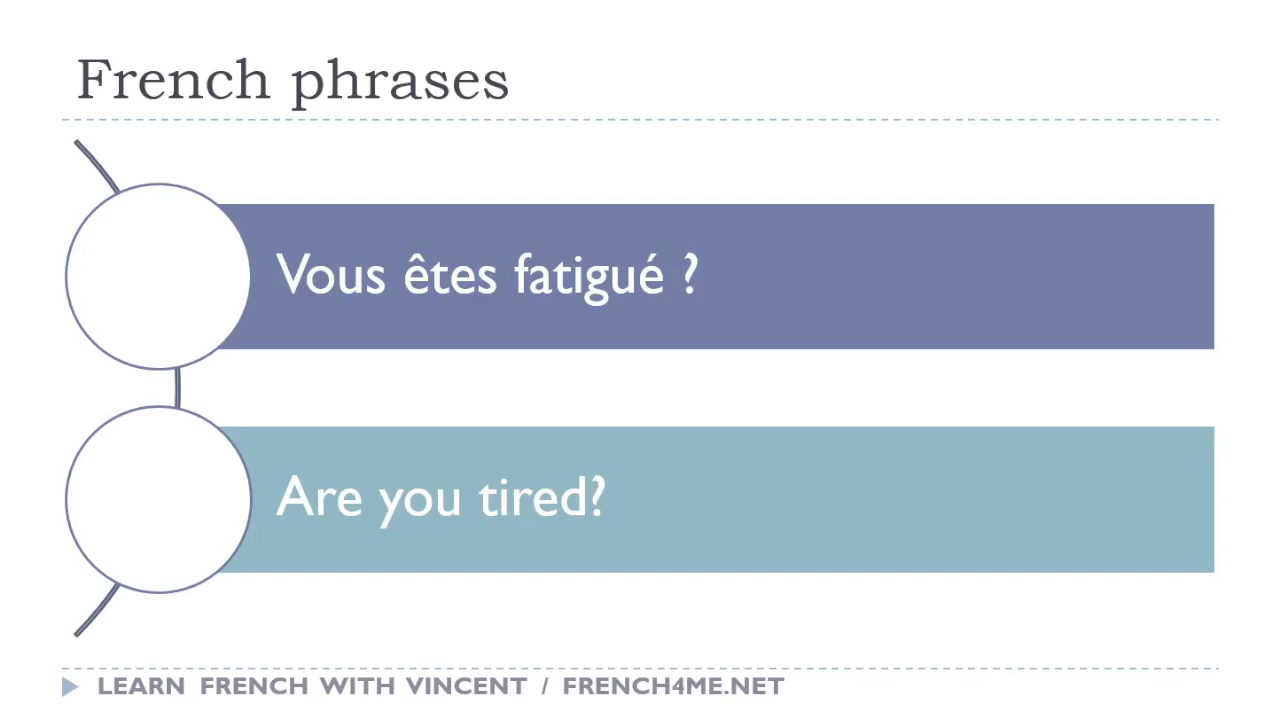 French phrases
Vous êtes fatigué ?
Are you tired?
LEARN FRENCH WITH VINCENT / FRENCH4ME.NET